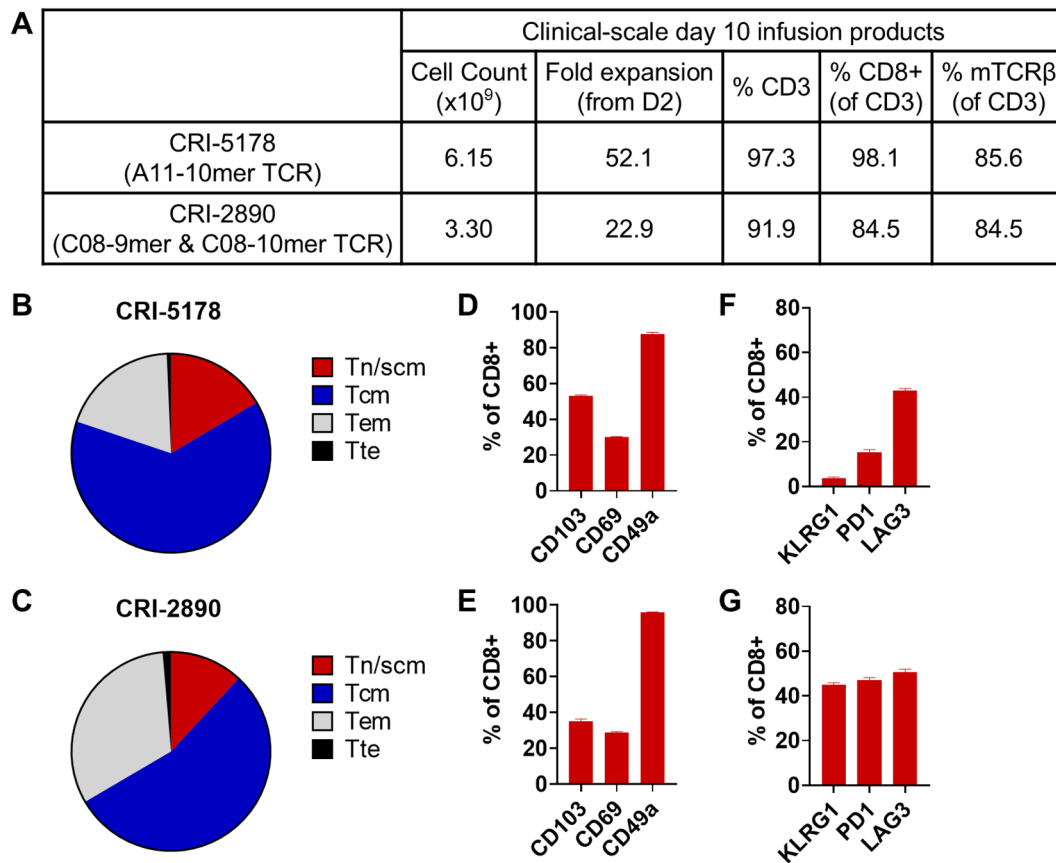 A
Clinical-scale day 10 infusion products
Cell Count Fold expansion % CD3 % CD8+ % mTCRβ
(x10⁹) (from D2) (of CD3) (of CD3)
CRI-5178
(A11-10mer TCR)
6.15 52.1 97.3 98.1 85.6
CRI-2890
(C08-9mer & C08-10mer TCR)
3.30 22.9 91.9 84.5 84.5
B
CRI-5178
Tn/scm
Tcm
Tem
Tte
D
% of CD8+
100
80
60
40
20
0
CD103
CD69
CD49a
F
% of CD8+
80
60
40
20
0
KLRG1
PD1
LAG3
C
CRI-2890
Tn/scm
Tcm
Tem
Tte
E
% of CD8+
100
80
60
40
20
0
CD103
CD69
CD49a
G
% of CD8+
80
60
40
20
0
KLRG1
PD1
LAG3